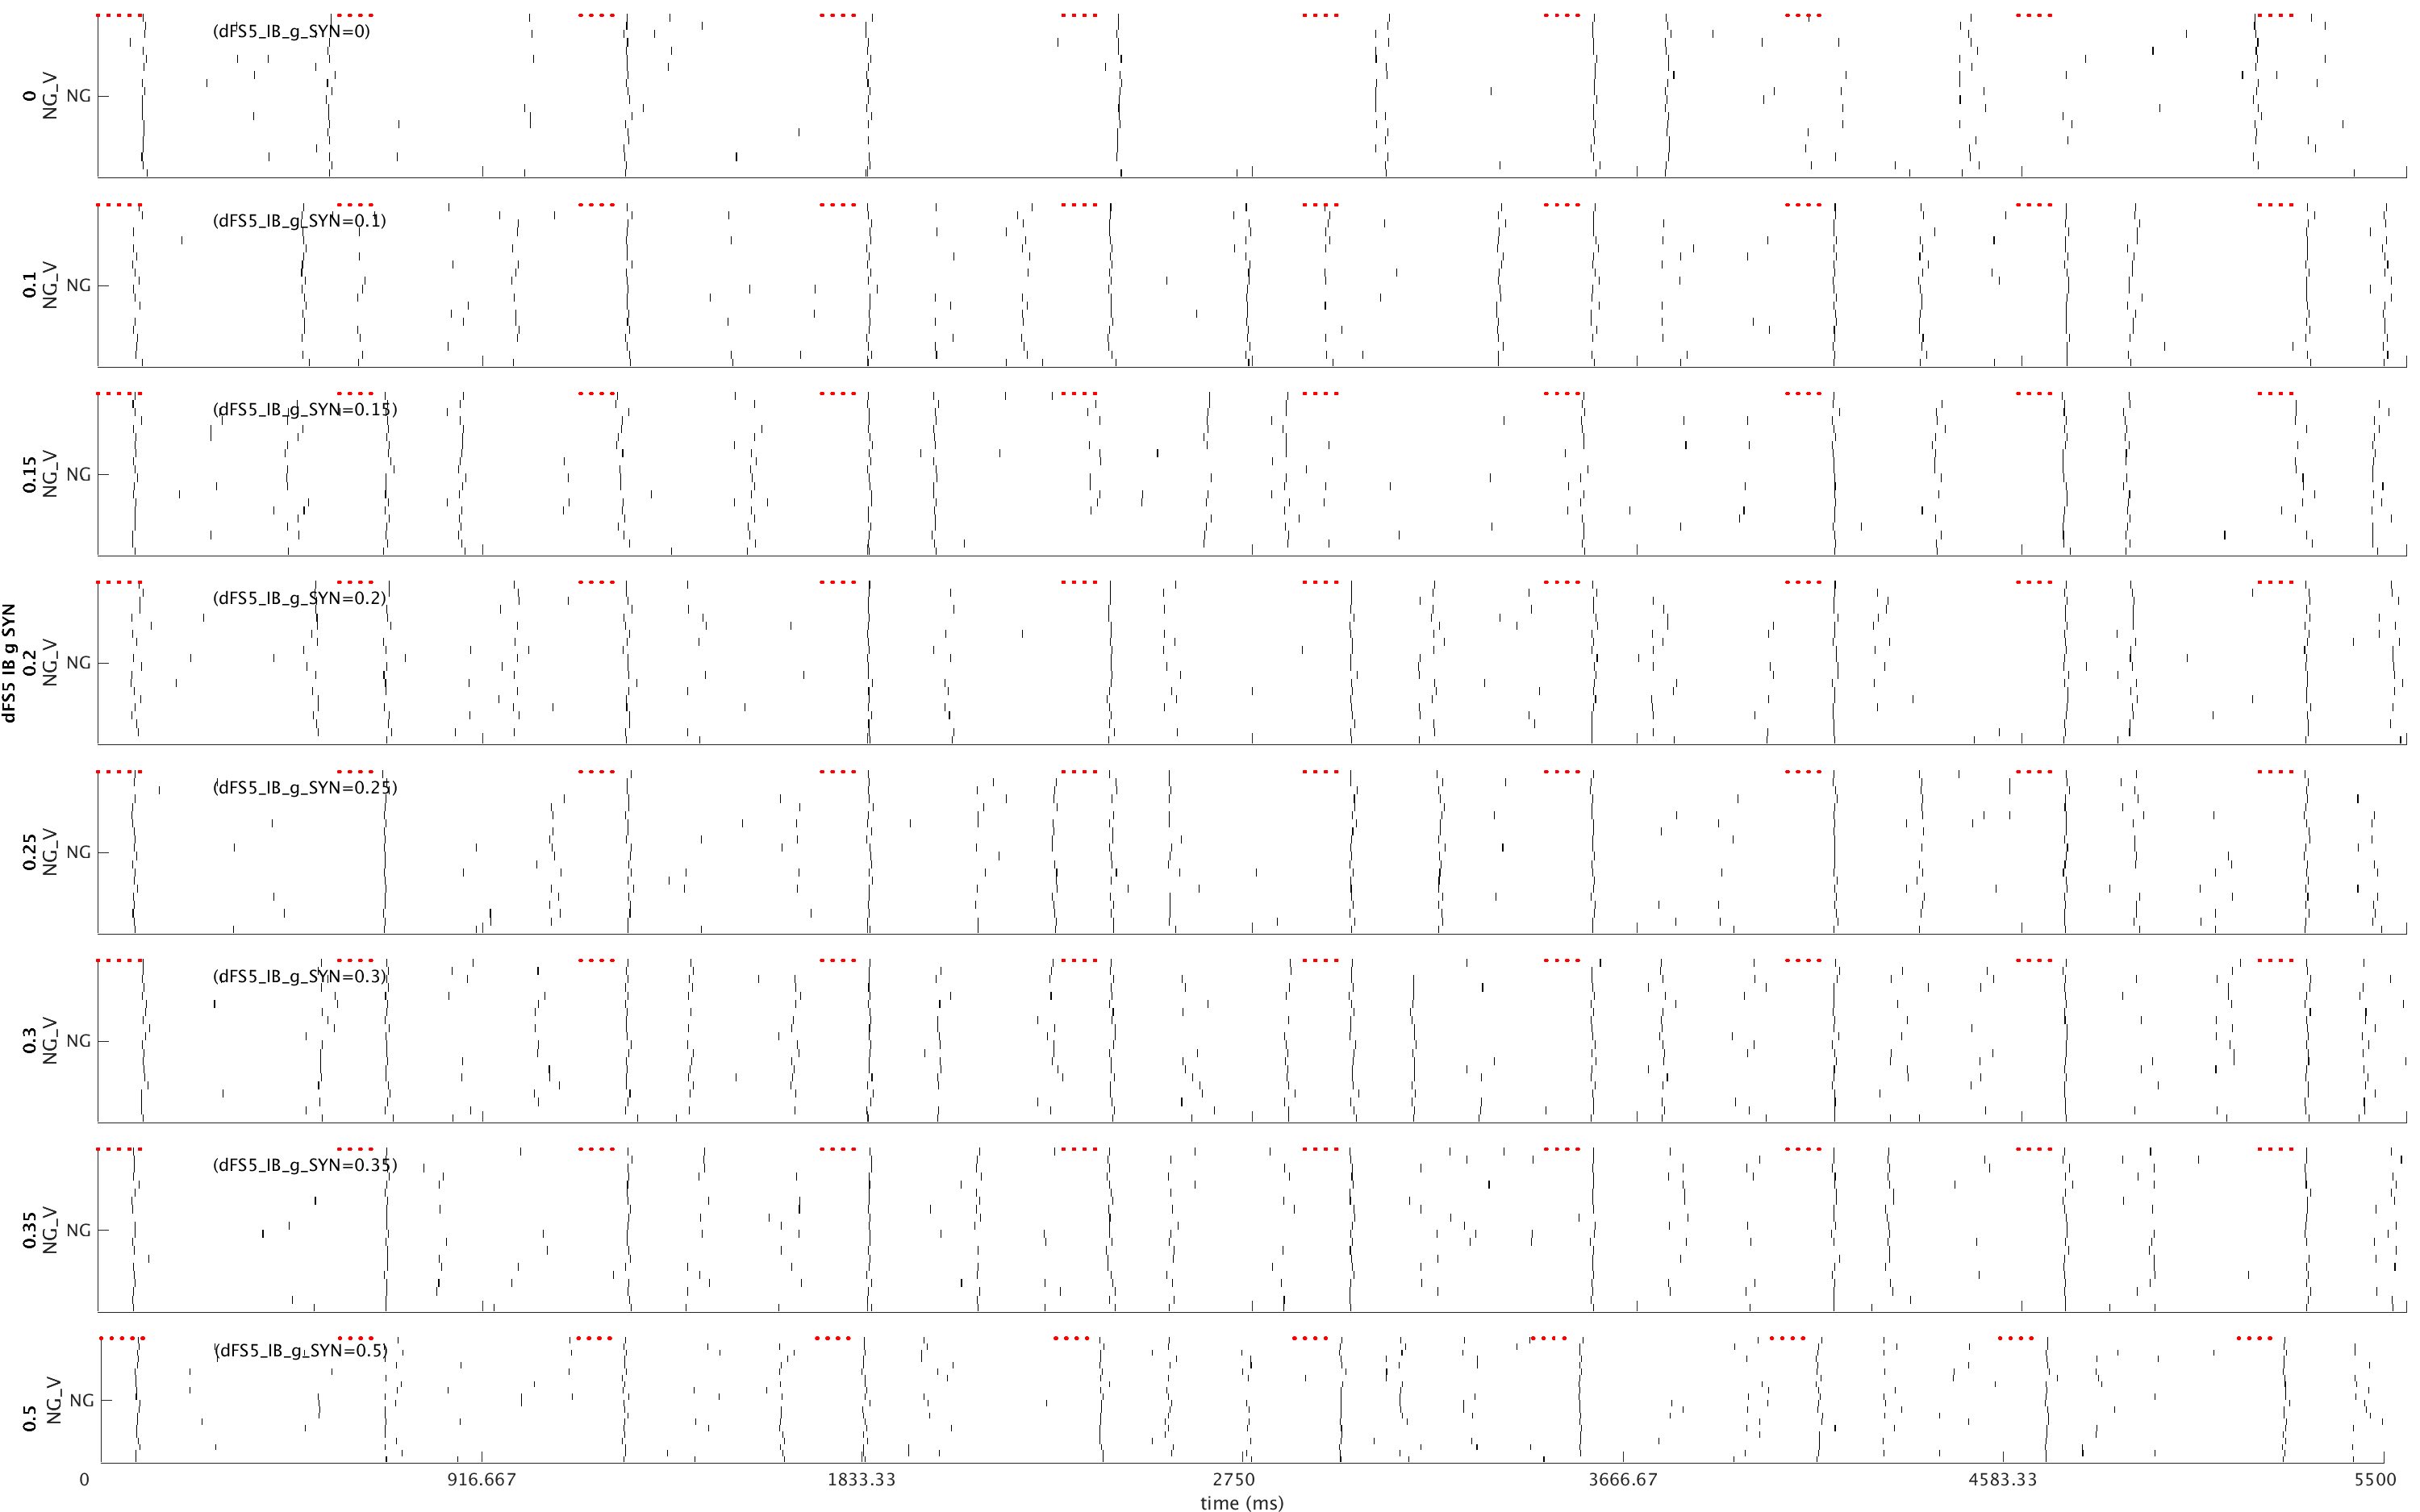 dFS5 IB g SYN
0
NG_V
NG
(dFS5_IB_g_SYN=0)
0.1
NG_V
NG
(dFS5_IB_g_SYN=0.1)
0.15
NG_V
NG
(dFS5_IB_g_SYN=0.15)
0.2
NG_V
NG
(dFS5_IB_g_SYN=0.2)
0.25
NG_V
NG
(dFS5_IB_g_SYN=0.25)
0.3
NG_V
NG
(dFS5_IB_g_SYN=0.3)
0.35
NG_V
NG
(dFS5_IB_g_SYN=0.35)
0.5
NG_V
NG
(dFS5_IB_g_SYN=0.5)
0 916.667 1833.33 2750 3666.67 4583.33 5500
time (ms)